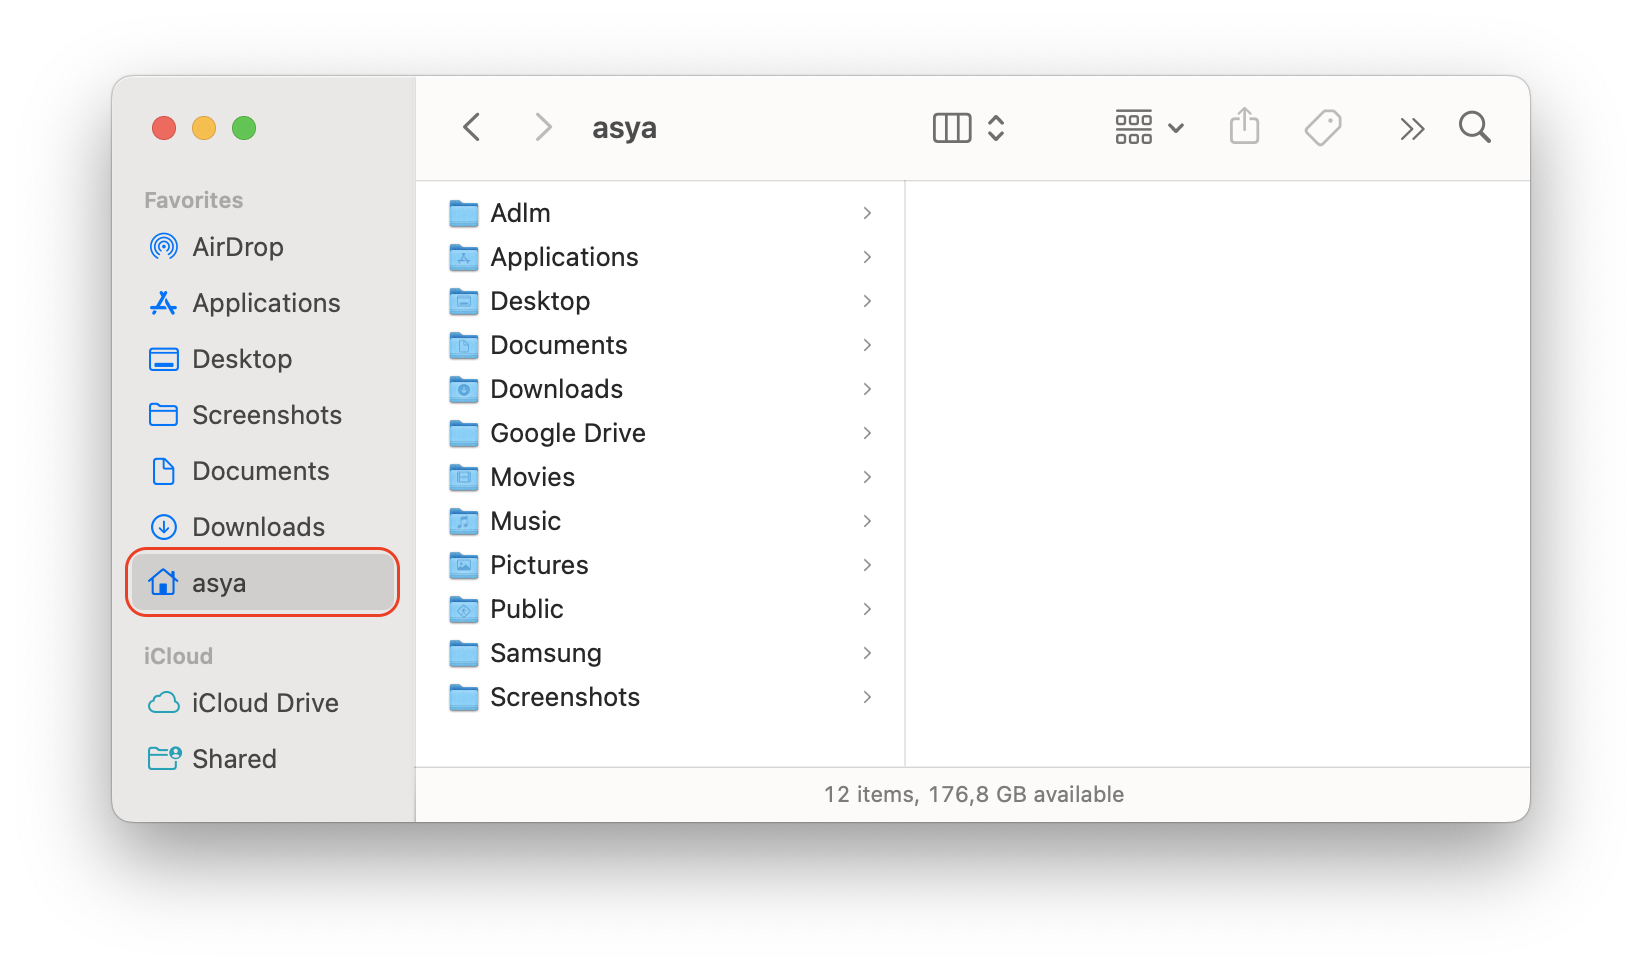 asya
Favorites
AirDrop
Applications
Desktop
Screenshots
Documents
Downloads
asya
iCloud
iCloud Drive
Shared
Adlm
Applications
Desktop
Documents
Downloads
Google Drive
Movies
Music
Pictures
Public
Samsung
Screenshots
12 items, 176,8 GB available